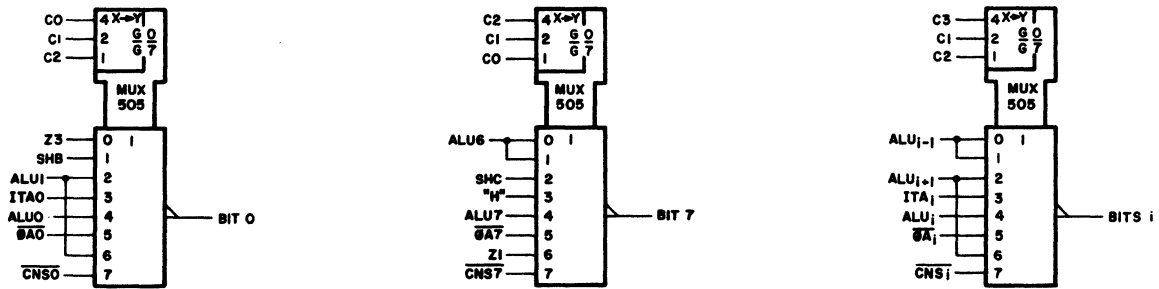 C0 4 X→Y
C1 2 G 0
C2 1 G 7
MUX
505
Z3 0 1
SHB 1
ALU1 2
ITA0 3
ALU0 4
ØA0 5
6
CNS0 7
BIT 0
C2 4 X→Y
C1 2 G 0
C0 1 G 7
MUX
505
ALU6 0 1
1
SHC 2
"H" 3
ALU7 4
ØA7 5
Z1 6
CNS7 7
BIT 7
C3 4 X→Y
C1 2 G 0
C2 1 G 7
MUX
505
ALUi-1 0 1
1
ALUi+1 2
ITAi 3
ALUi 4
ØAi 5
6
CNSi 7
BITS i